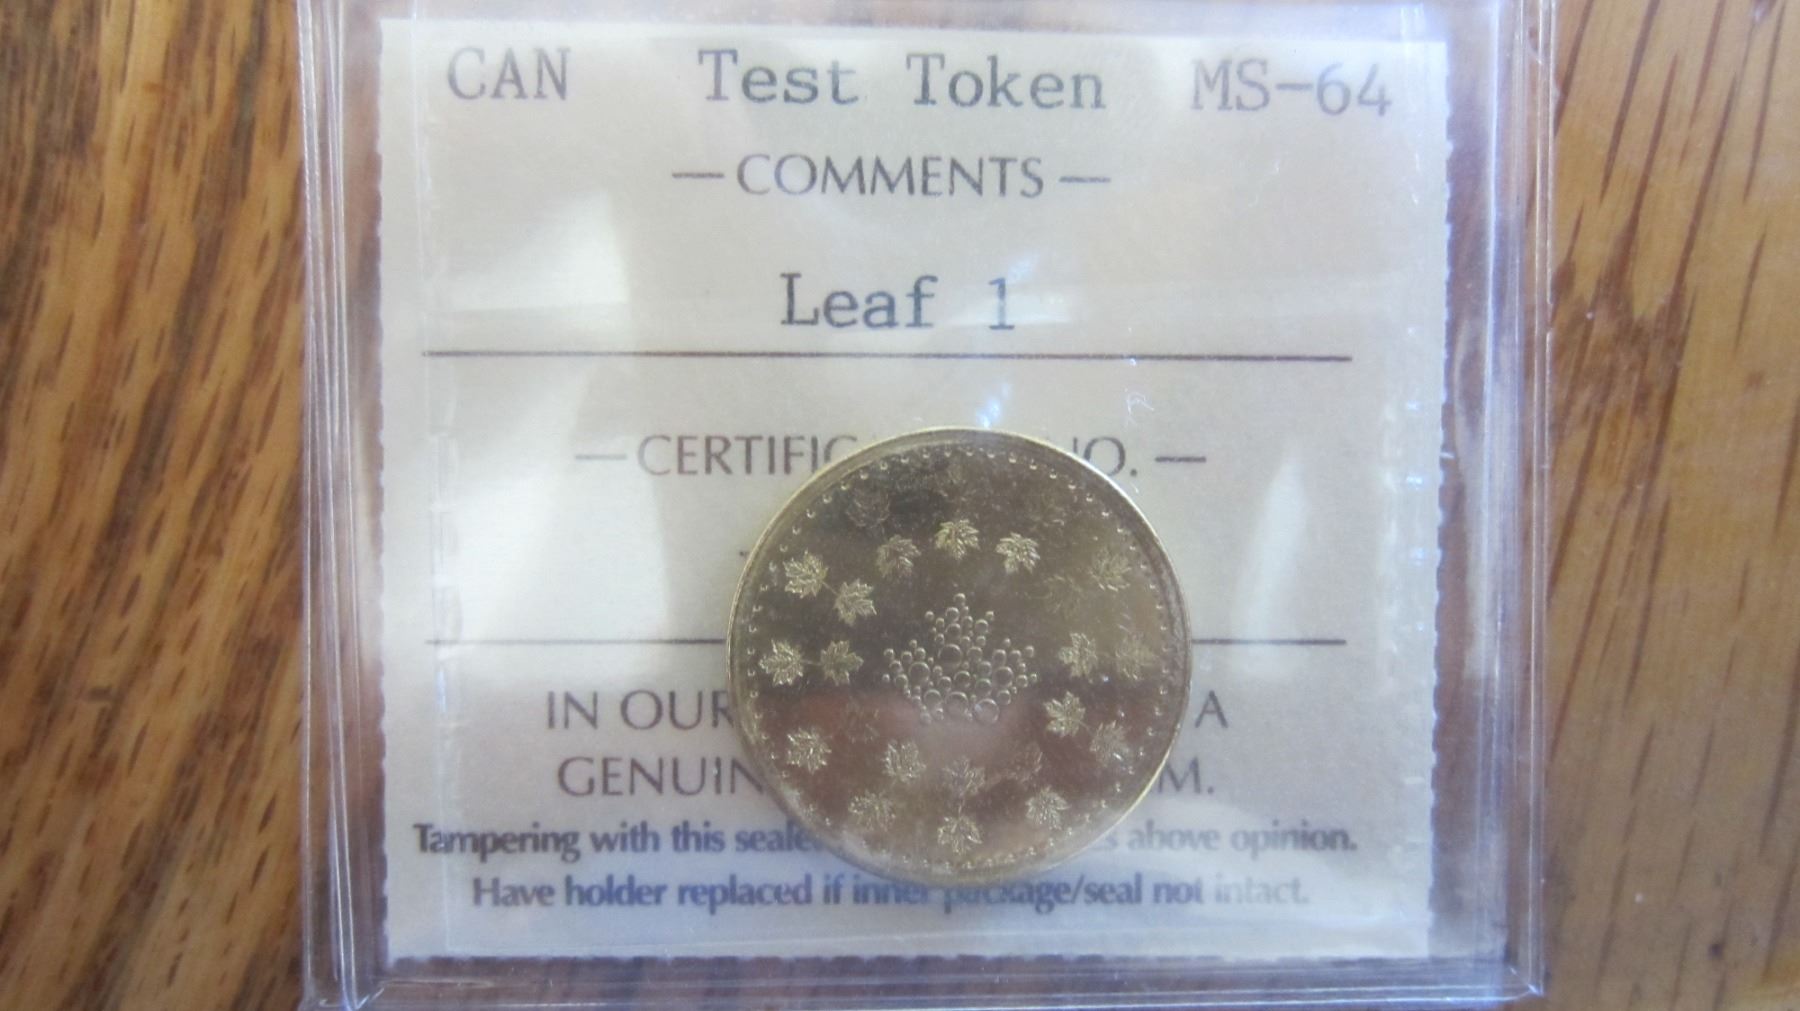 CAN Test Token MS-64
— COMMENTS —
Leaf 1
— CERTIFIC O. —
IN OUR A
GENUIN M.
Tampering with this seale s above opinion.
Have holder replaced if inner package/seal not intact.